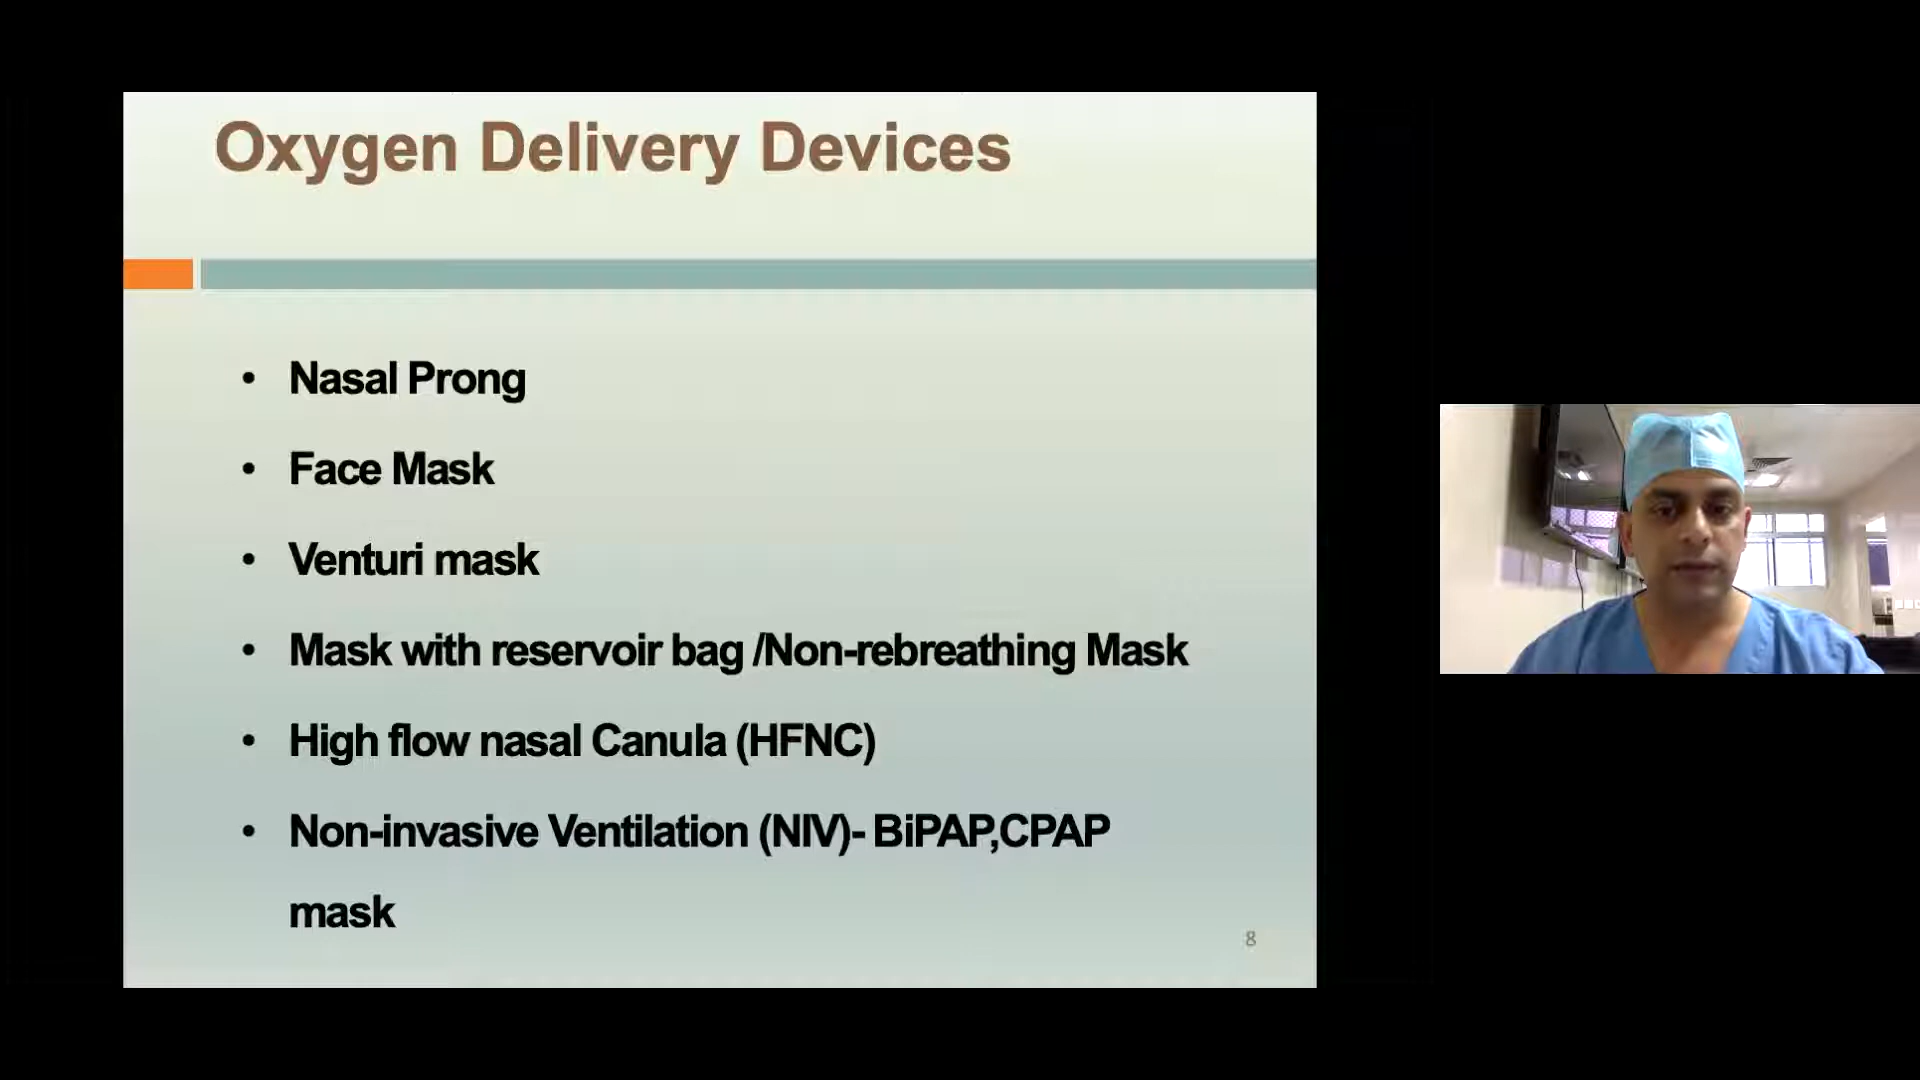 Oxygen Delivery Devices
• Nasal Prong
• Face Mask
• Venturi mask
• Mask with reservoir bag /Non-rebreathing Mask
• High flow nasal Canula (HFNC)
• Non-invasive Ventilation (NIV)- BiPAP,CPAP
mask
8